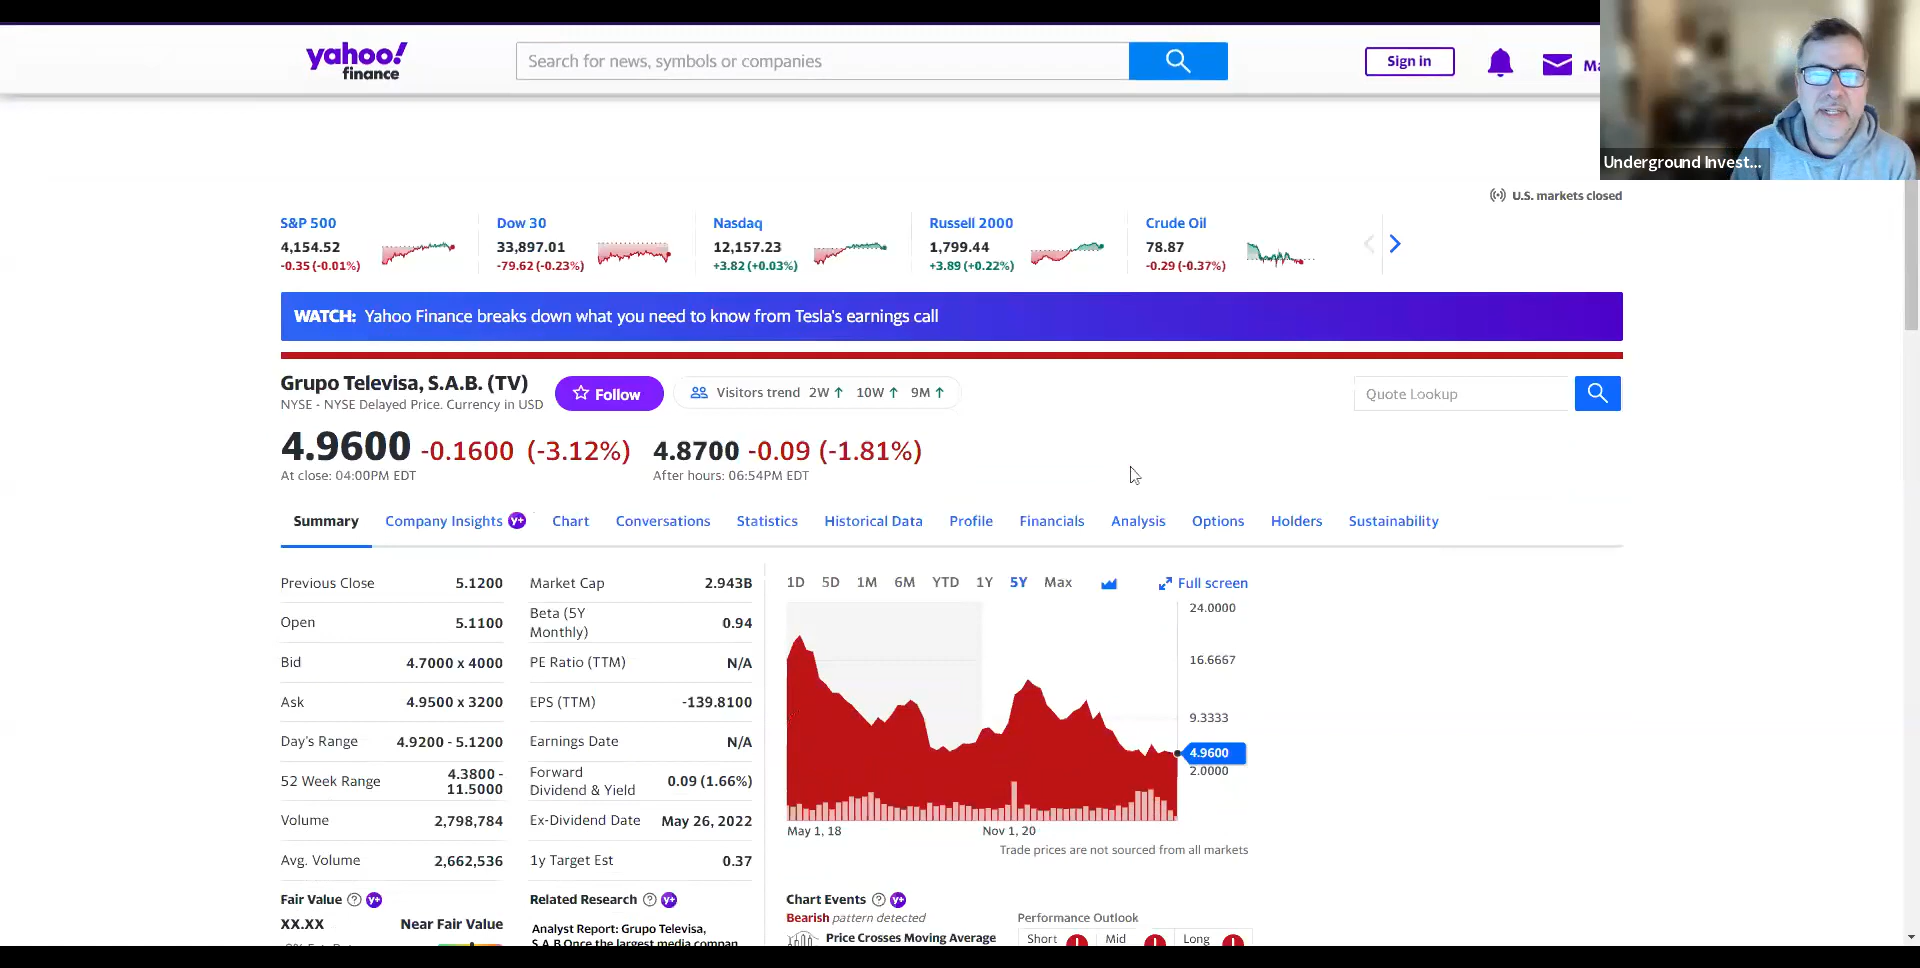 yahoo!
finance
Search for news, symbols or companies
Sign in
Underground Invest...
U.S. markets closed
S&P 500
4,154.52
-0.35 (-0.01%)
Dow 30
33,897.01
-79.62 (-0.23%)
Nasdaq
12,157.23
+3.82 (+0.03%)
Russell 2000
1,799.44
+3.89 (+0.22%)
Crude Oil
78.87
-0.29 (-0.37%)
WATCH: Yahoo Finance breaks down what you need to know from Tesla's earnings call
Grupo Televisa, S.A.B. (TV)
NYSE - NYSE Delayed Price. Currency in USD
Follow
Visitors trend 2W 10W 9M
Quote Lookup
4.9600 -0.1600 (-3.12%)
At close: 04:00PM EDT
4.8700 -0.09 (-1.81%)
After hours: 06:54PM EDT
Summary Company Insights Y+ Chart Conversations Statistics Historical Data Profile Financials Analysis Options Holders Sustainability
Previous Close 5.1200
Open 5.1100
Bid 4.7000 x 4000
Ask 4.9500 x 3200
Day's Range 4.9200 - 5.1200
52 Week Range 4.3800 -
11.5000
Volume 2,798,784
Avg. Volume 2,662,536
Market Cap 2.943B
Beta (5Y
Monthly) 0.94
PE Ratio (TTM) N/A
EPS (TTM) -139.8100
Earnings Date N/A
Forward
Dividend & Yield 0.09 (1.66%)
Ex-Dividend Date May 26, 2022
1y Target Est 0.37
1D 5D 1M 6M YTD 1Y 5Y Max
Full screen
24.0000
16.6667
9.3333
4.9600
2.0000
May 1, 18 Nov 1, 20
Trade prices are not sourced from all markets
Fair Value ? Y+
XX.XX Near Fair Value
Related Research ? Y+
Analyst Report: Grupo Televisa,
S.A.B.Once the largest media compan
Chart Events ? Y+
Bearish pattern detected
Price Crosses Moving Average
Performance Outlook
Short Mid Long